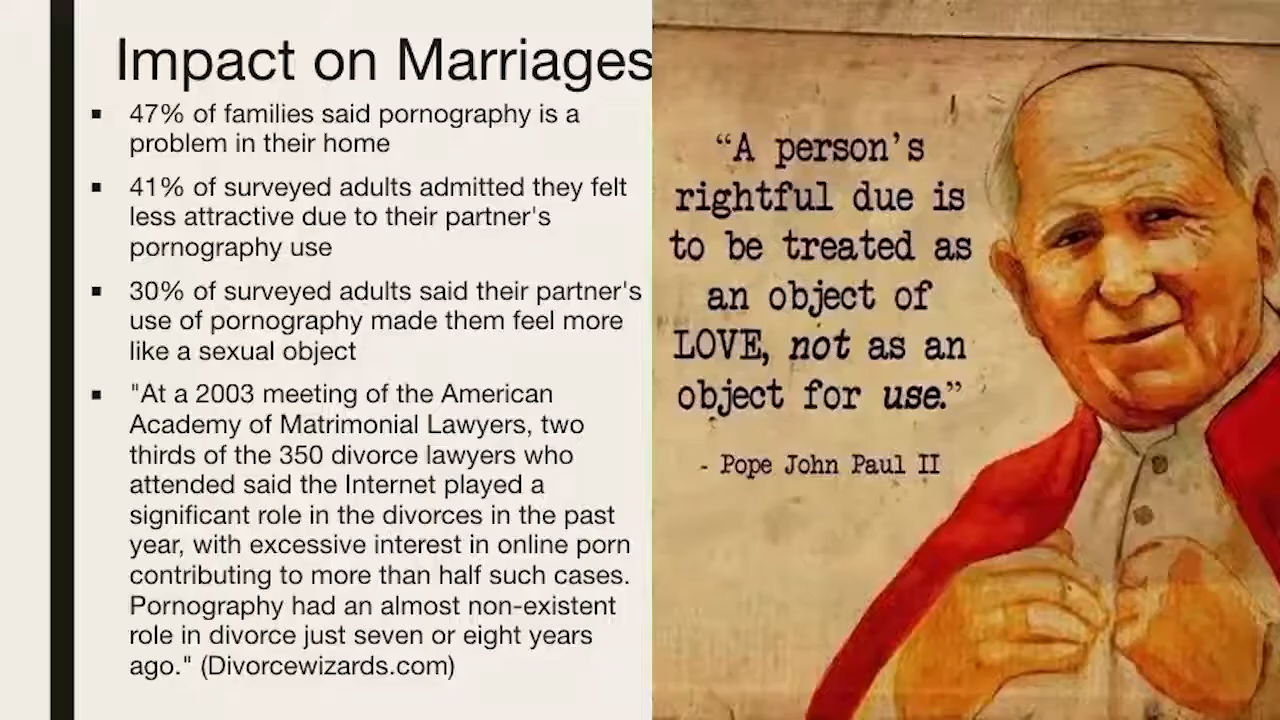 Impact on Marriages
▪ 47% of families said pornography is a
problem in their home
▪ 41% of surveyed adults admitted they felt
less attractive due to their partner's
pornography use
▪ 30% of surveyed adults said their partner's
use of pornography made them feel more
like a sexual object
▪ "At a 2003 meeting of the American
Academy of Matrimonial Lawyers, two
thirds of the 350 divorce lawyers who
attended said the Internet played a
significant role in the divorces in the past
year, with excessive interest in online porn
contributing to more than half such cases.
Pornography had an almost non-existent
role in divorce just seven or eight years
ago." (Divorcewizards.com)
“A person's
rightful due is
to be treated as
an object of
LOVE, not as an
object for use.”
- Pope John Paul II